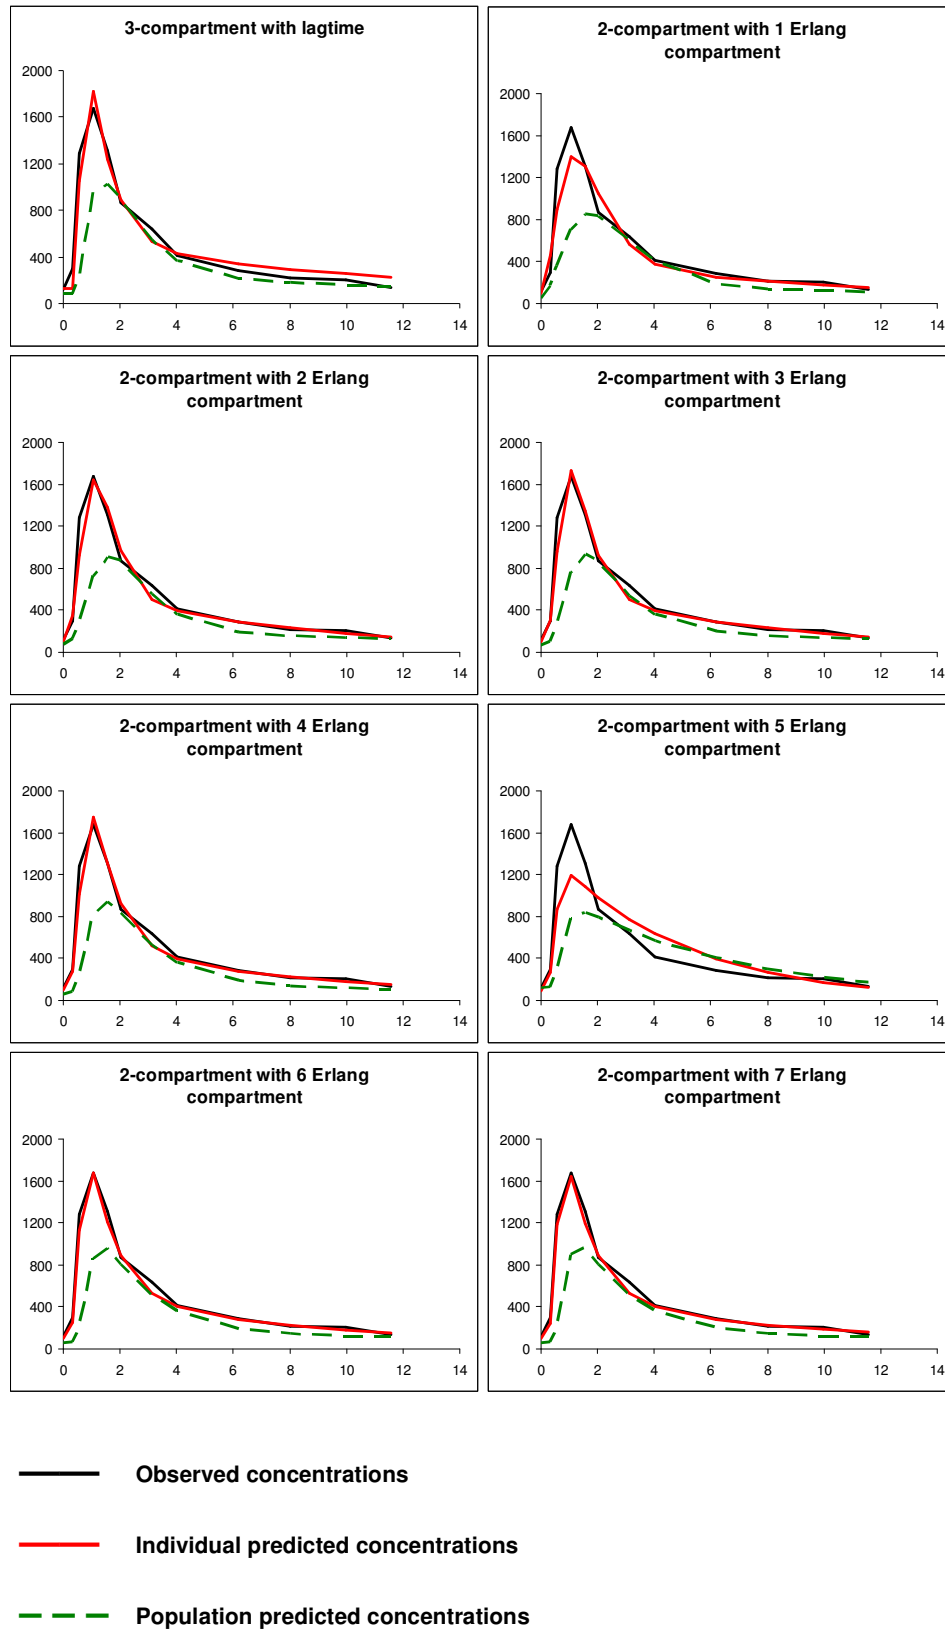 3-compartment with lagtime
2000
1600
1200
800
400
0
0 2 4 6 8 10 12 14
2-compartment with 1 Erlang
compartment
2000
1600
1200
800
400
0
0 2 4 6 8 10 12 14
2-compartment with 2 Erlang
compartment
2000
1600
1200
800
400
0
0 2 4 6 8 10 12 14
2-compartment with 3 Erlang
compartment
2000
1600
1200
800
400
0
0 2 4 6 8 10 12 14
2-compartment with 4 Erlang
compartment
2000
1600
1200
800
400
0
0 2 4 6 8 10 12 14
2-compartment with 5 Erlang
compartment
2000
1600
1200
800
400
0
0 2 4 6 8 10 12 14
2-compartment with 6 Erlang
compartment
2000
1600
1200
800
400
0
0 2 4 6 8 10 12 14
2-compartment with 7 Erlang
compartment
2000
1600
1200
800
400
0
0 2 4 6 8 10 12 14
Observed concentrations
Individual predicted concentrations
Population predicted concentrations